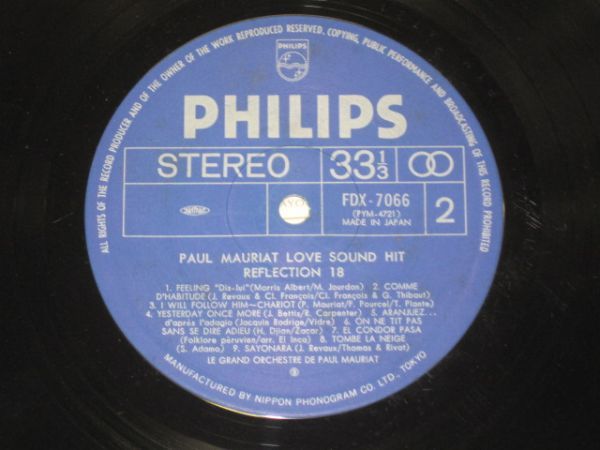 ALL RIGHTS OF THE RECORD PRODUCER AND OF THE OWNER OF THE WORK REPRODUCED RESERVED. COPYING, PUBLIC PERFORMANCE AND BROADCASTING OF THIS RECORD PROHIBITED
PHILIPS
PHILIPS
STEREO 33 1/3
FDX-7066
(PYM-4721)
MADE IN JAPAN
2
PAUL MAURIAT LOVE SOUND HIT
REFLECTION 18
1. FEELING "Dis-lui"(Morris Albert/M. Jourdan) 2. COMME
D'HABITUDE (J. Revaux & Cl. François/Cl. François & G. Thibaut)
3. I WILL FOLLOW HIM—CHARIOT (P. Mauriat/P. Pourcel/T. Plante)
4. YESTERDAY ONCE MORE (J. Bettis/R. Carpenter) 5. ARANJUEZ...
d'après l'adagio (Jocquin Rodrige/Vidre) 6. ON NE TIT PAS
SANS SE DIRE ADIEU (H. Djian/Zacar) 7. EL CONDOR PASA
(Folklore péruvian/arr. El Inca) 8. TOMBE LA NEIGE
(S. Adamo) 9. SAYONARA (J. Revaux/Thomas & Rivat)
LE GRAND ORCHESTRE DE PAUL MAURIAT
MANUFACTURED BY NIPPON PHONOGRAM CO. LTD., TOKYO